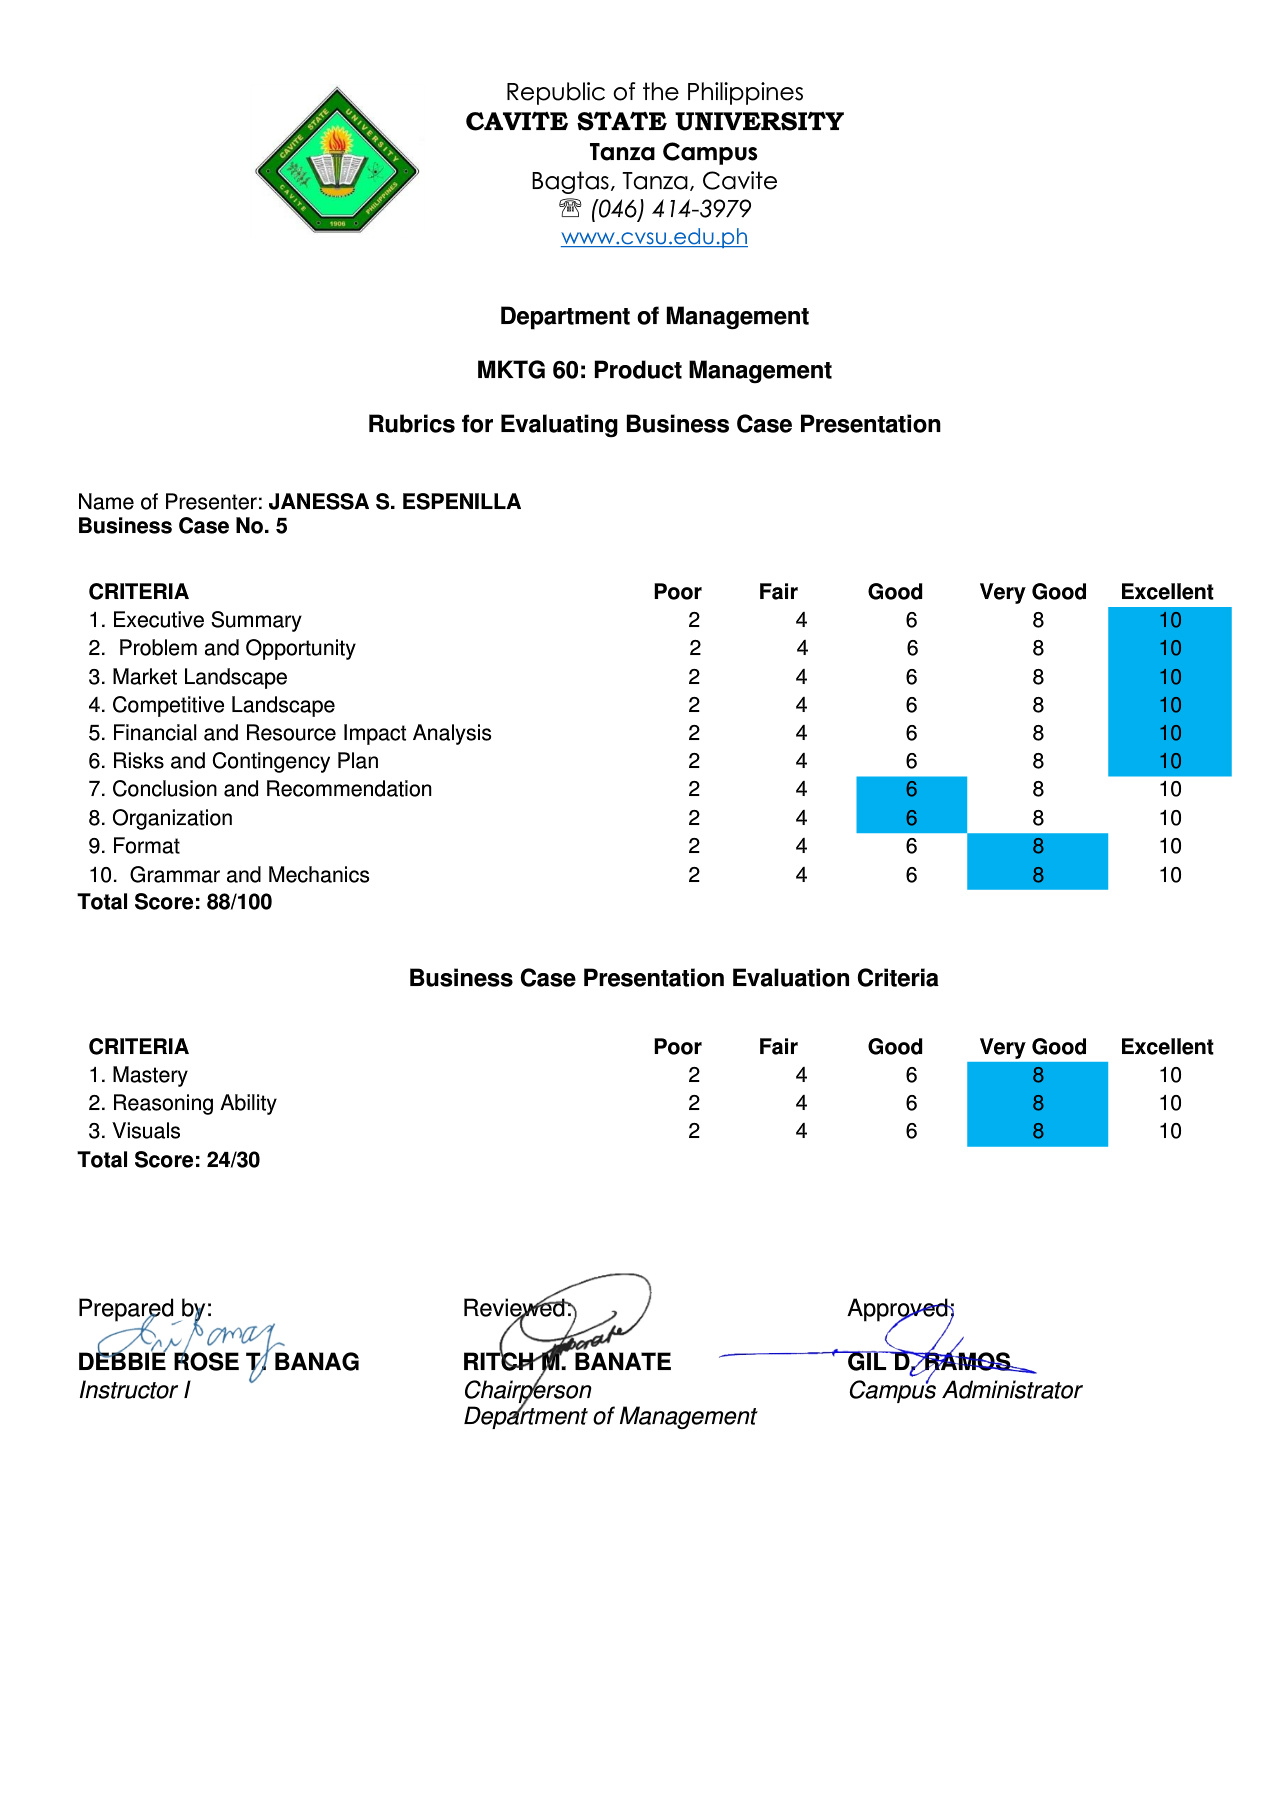 Republic of the Philippines
CAVITE STATE UNIVERSITY
Tanza Campus
Bagtas, Tanza, Cavite
☏ (046) 414-3979
www.cvsu.edu.ph
CAVITE STATE UNIVERSITY
CAVITE PHILIPPINES
1906
Department of Management
MKTG 60: Product Management
Rubrics for Evaluating Business Case Presentation
Name of Presenter: JANESSA S. ESPENILLA
Business Case No. 5
CRITERIA Poor Fair Good Very Good Excellent
1. Executive Summary 2 4 6 8 10
2. Problem and Opportunity 2 4 6 8 10
3. Market Landscape 2 4 6 8 10
4. Competitive Landscape 2 4 6 8 10
5. Financial and Resource Impact Analysis 2 4 6 8 10
6. Risks and Contingency Plan 2 4 6 8 10
7. Conclusion and Recommendation 2 4 6 8 10
8. Organization 2 4 6 8 10
9. Format 2 4 6 8 10
10. Grammar and Mechanics 2 4 6 8 10
Total Score: 88/100
Business Case Presentation Evaluation Criteria
CRITERIA Poor Fair Good Very Good Excellent
1. Mastery 2 4 6 8 10
2. Reasoning Ability 2 4 6 8 10
3. Visuals 2 4 6 8 10
Total Score: 24/30
Prepared by: Reviewed: Approved:
DEBBIE ROSE T. BANAG RITCH M. BANATE GIL D. RAMOS
Instructor I Chairperson Campus Administrator
Department of Management